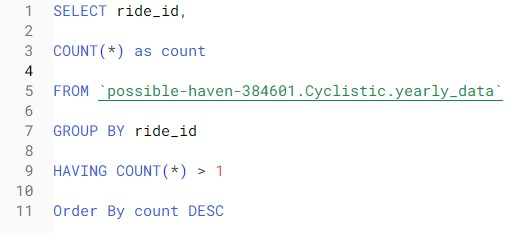 1 SELECT ride_id,
2
3 COUNT(*) as count
4
5 FROM `possible-haven-384601.Cyclistic.yearly_data`
6
7 GROUP BY ride_id
8
9 HAVING COUNT(*) > 1
10
11 Order By count DESC